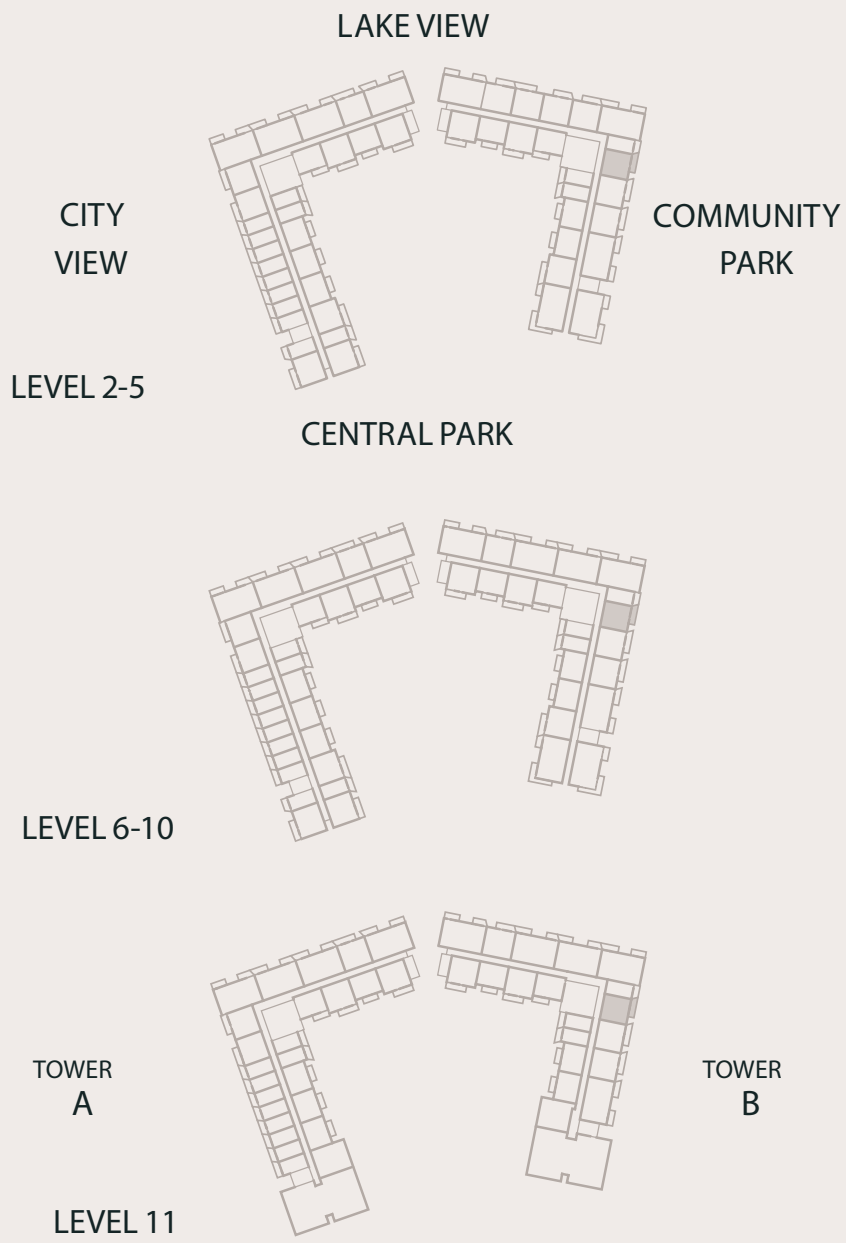 LAKE VIEW
CITY
VIEW
COMMUNITY
PARK
LEVEL 2-5
CENTRAL PARK
LEVEL 6-10
TOWER
A
TOWER
B
LEVEL 11